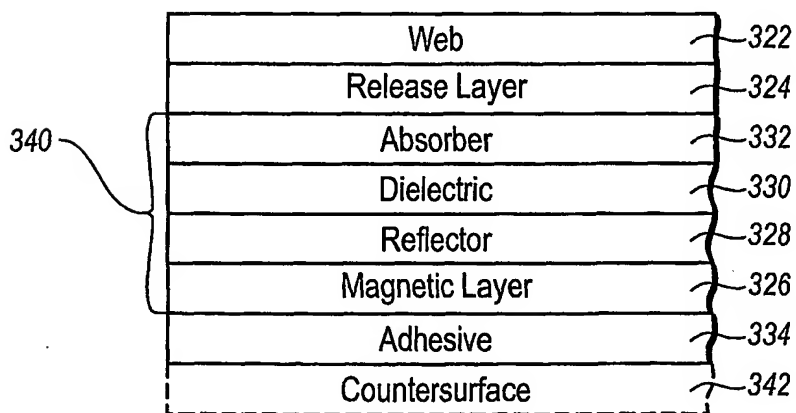 Web 322
Release Layer 324
340 Absorber 332
Dielectric 330
Reflector 328
Magnetic Layer 326
Adhesive 334
Countersurface 342